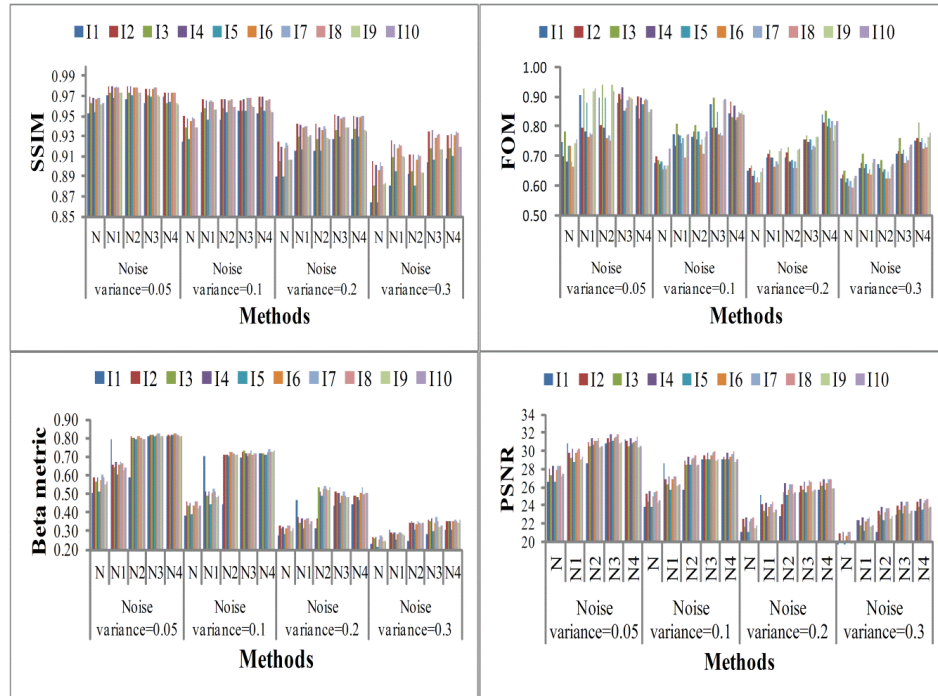 I1 I2 I3 I4 I5 I6 I7 I8 I9 I10
0.99
0.97
0.95
0.93
0.91
0.89
0.87
0.85
SSIM
N N1 N2 N3 N4 N N1 N2 N3 N4 N N1 N2 N3 N4 N N1 N2 N3 N4
Noise Noise Noise Noise
variance=0.05 variance=0.1 variance=0.2 variance=0.3
Methods
I1 I2 I3 I4 I5 I6 I7 I8 I9 I10
1.00
0.90
0.80
0.70
0.60
0.50
FOM
N N1 N2 N3 N4 N N1 N2 N3 N4 N N1 N2 N3 N4 N N1 N2 N3 N4
Noise Noise Noise Noise
variance=0.05 variance=0.1 variance=0.2 variance=0.3
Methods
I1 I2 I3 I4 I5 I6 I7 I8 I9 I10
0.90
0.80
0.70
0.60
0.50
0.40
0.30
0.20
Beta metric
N N1 N2 N3 N4 N N1 N2 N3 N4 N N1 N2 N3 N4 N N1 N2 N3 N4
Noise Noise Noise Noise
variance=0.05 variance=0.1 variance=0.2 variance=0.3
Methods
I1 I2 I3 I4 I5 I6 I7 I8 I9 I10
34
32
30
28
26
24
22
20
PSNR
N N1 N2 N3 N4 N N1 N2 N3 N4 N N1 N2 N3 N4 N N1 N2 N3 N4
Noise Noise Noise Noise
variance=0.05 variance=0.1 variance=0.2 variance=0.3
Methods